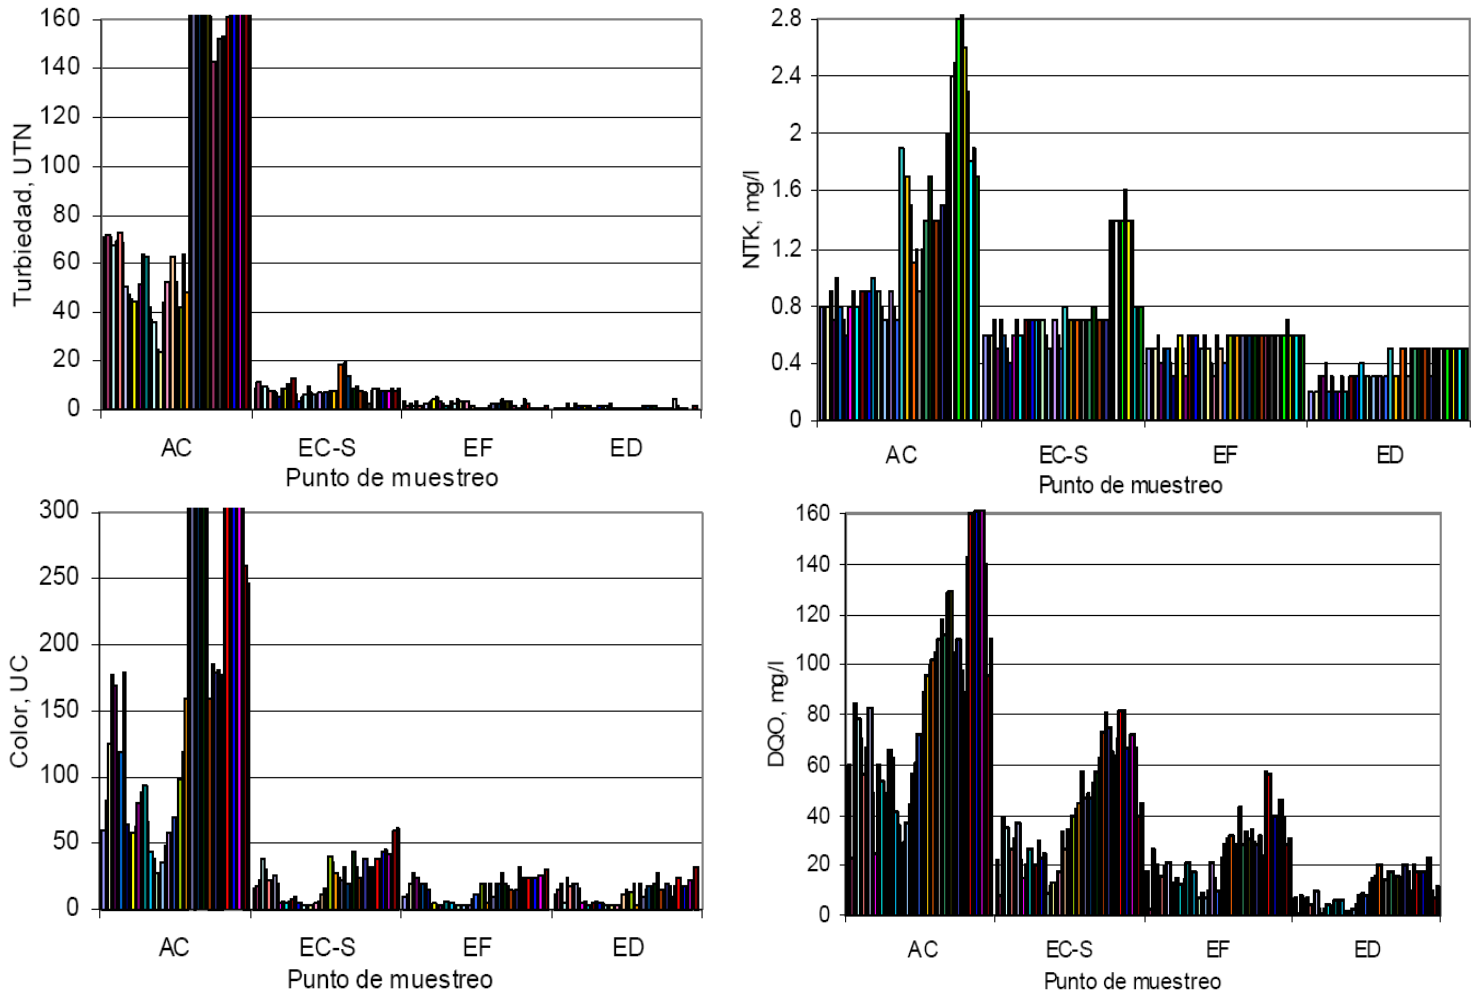 Turbiedad, UTN
160
140
120
100
80
60
40
20
0
AC EC-S EF ED
Punto de muestreo
NTK, mg/l
2.8
2.4
2
1.6
1.2
0.8
0.4
0
AC EC-S EF ED
Punto de muestreo
Color, UC
300
250
200
150
100
50
0
AC EC-S EF ED
Punto de muestreo
DQO, mg/l
160
140
120
100
80
60
40
20
0
AC EC-S EF ED
Punto de muestreo